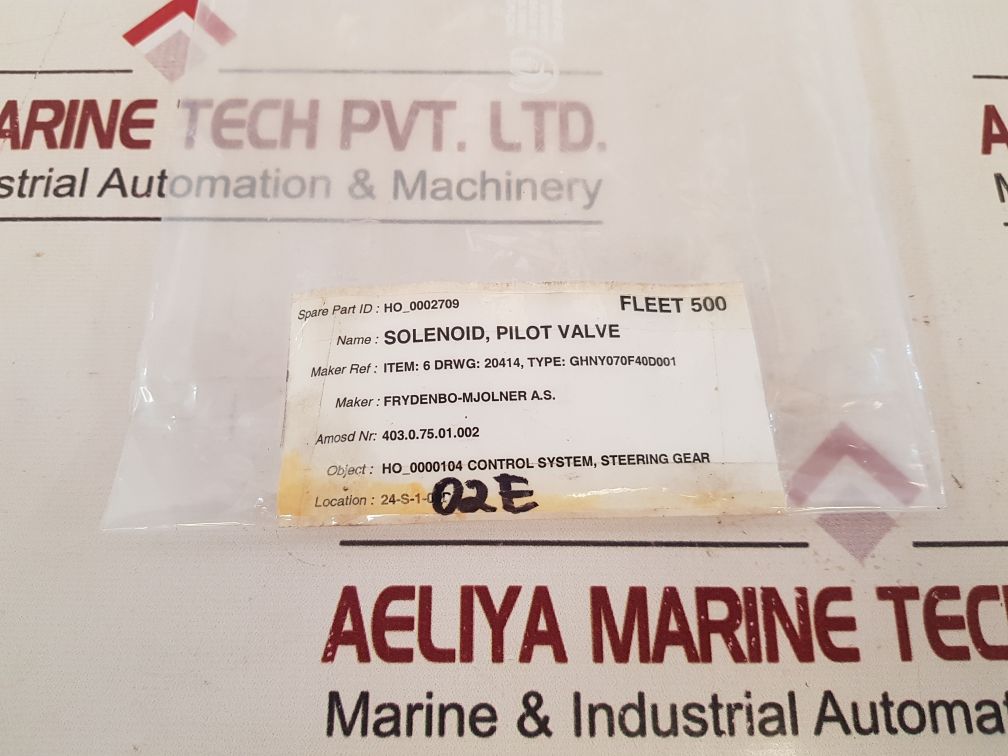 ARINE TECH PVT. LTD.
strial Automation & Machinery
Spare Part ID : HO_0002709
FLEET 500
Name : SOLENOID, PILOT VALVE
Maker Ref : ITEM: 6 DRWG: 20414, TYPE: GHNY070F40D001
Maker : FRYDENBO-MJOLNER A.S.
Amosd Nr: 403.0.75.01.002
Object : HO_0000104 CONTROL SYSTEM, STEERING GEAR
Location : 24-S-1-0
02E
AELIYA MARINE TEC
Marine & Industrial Automa